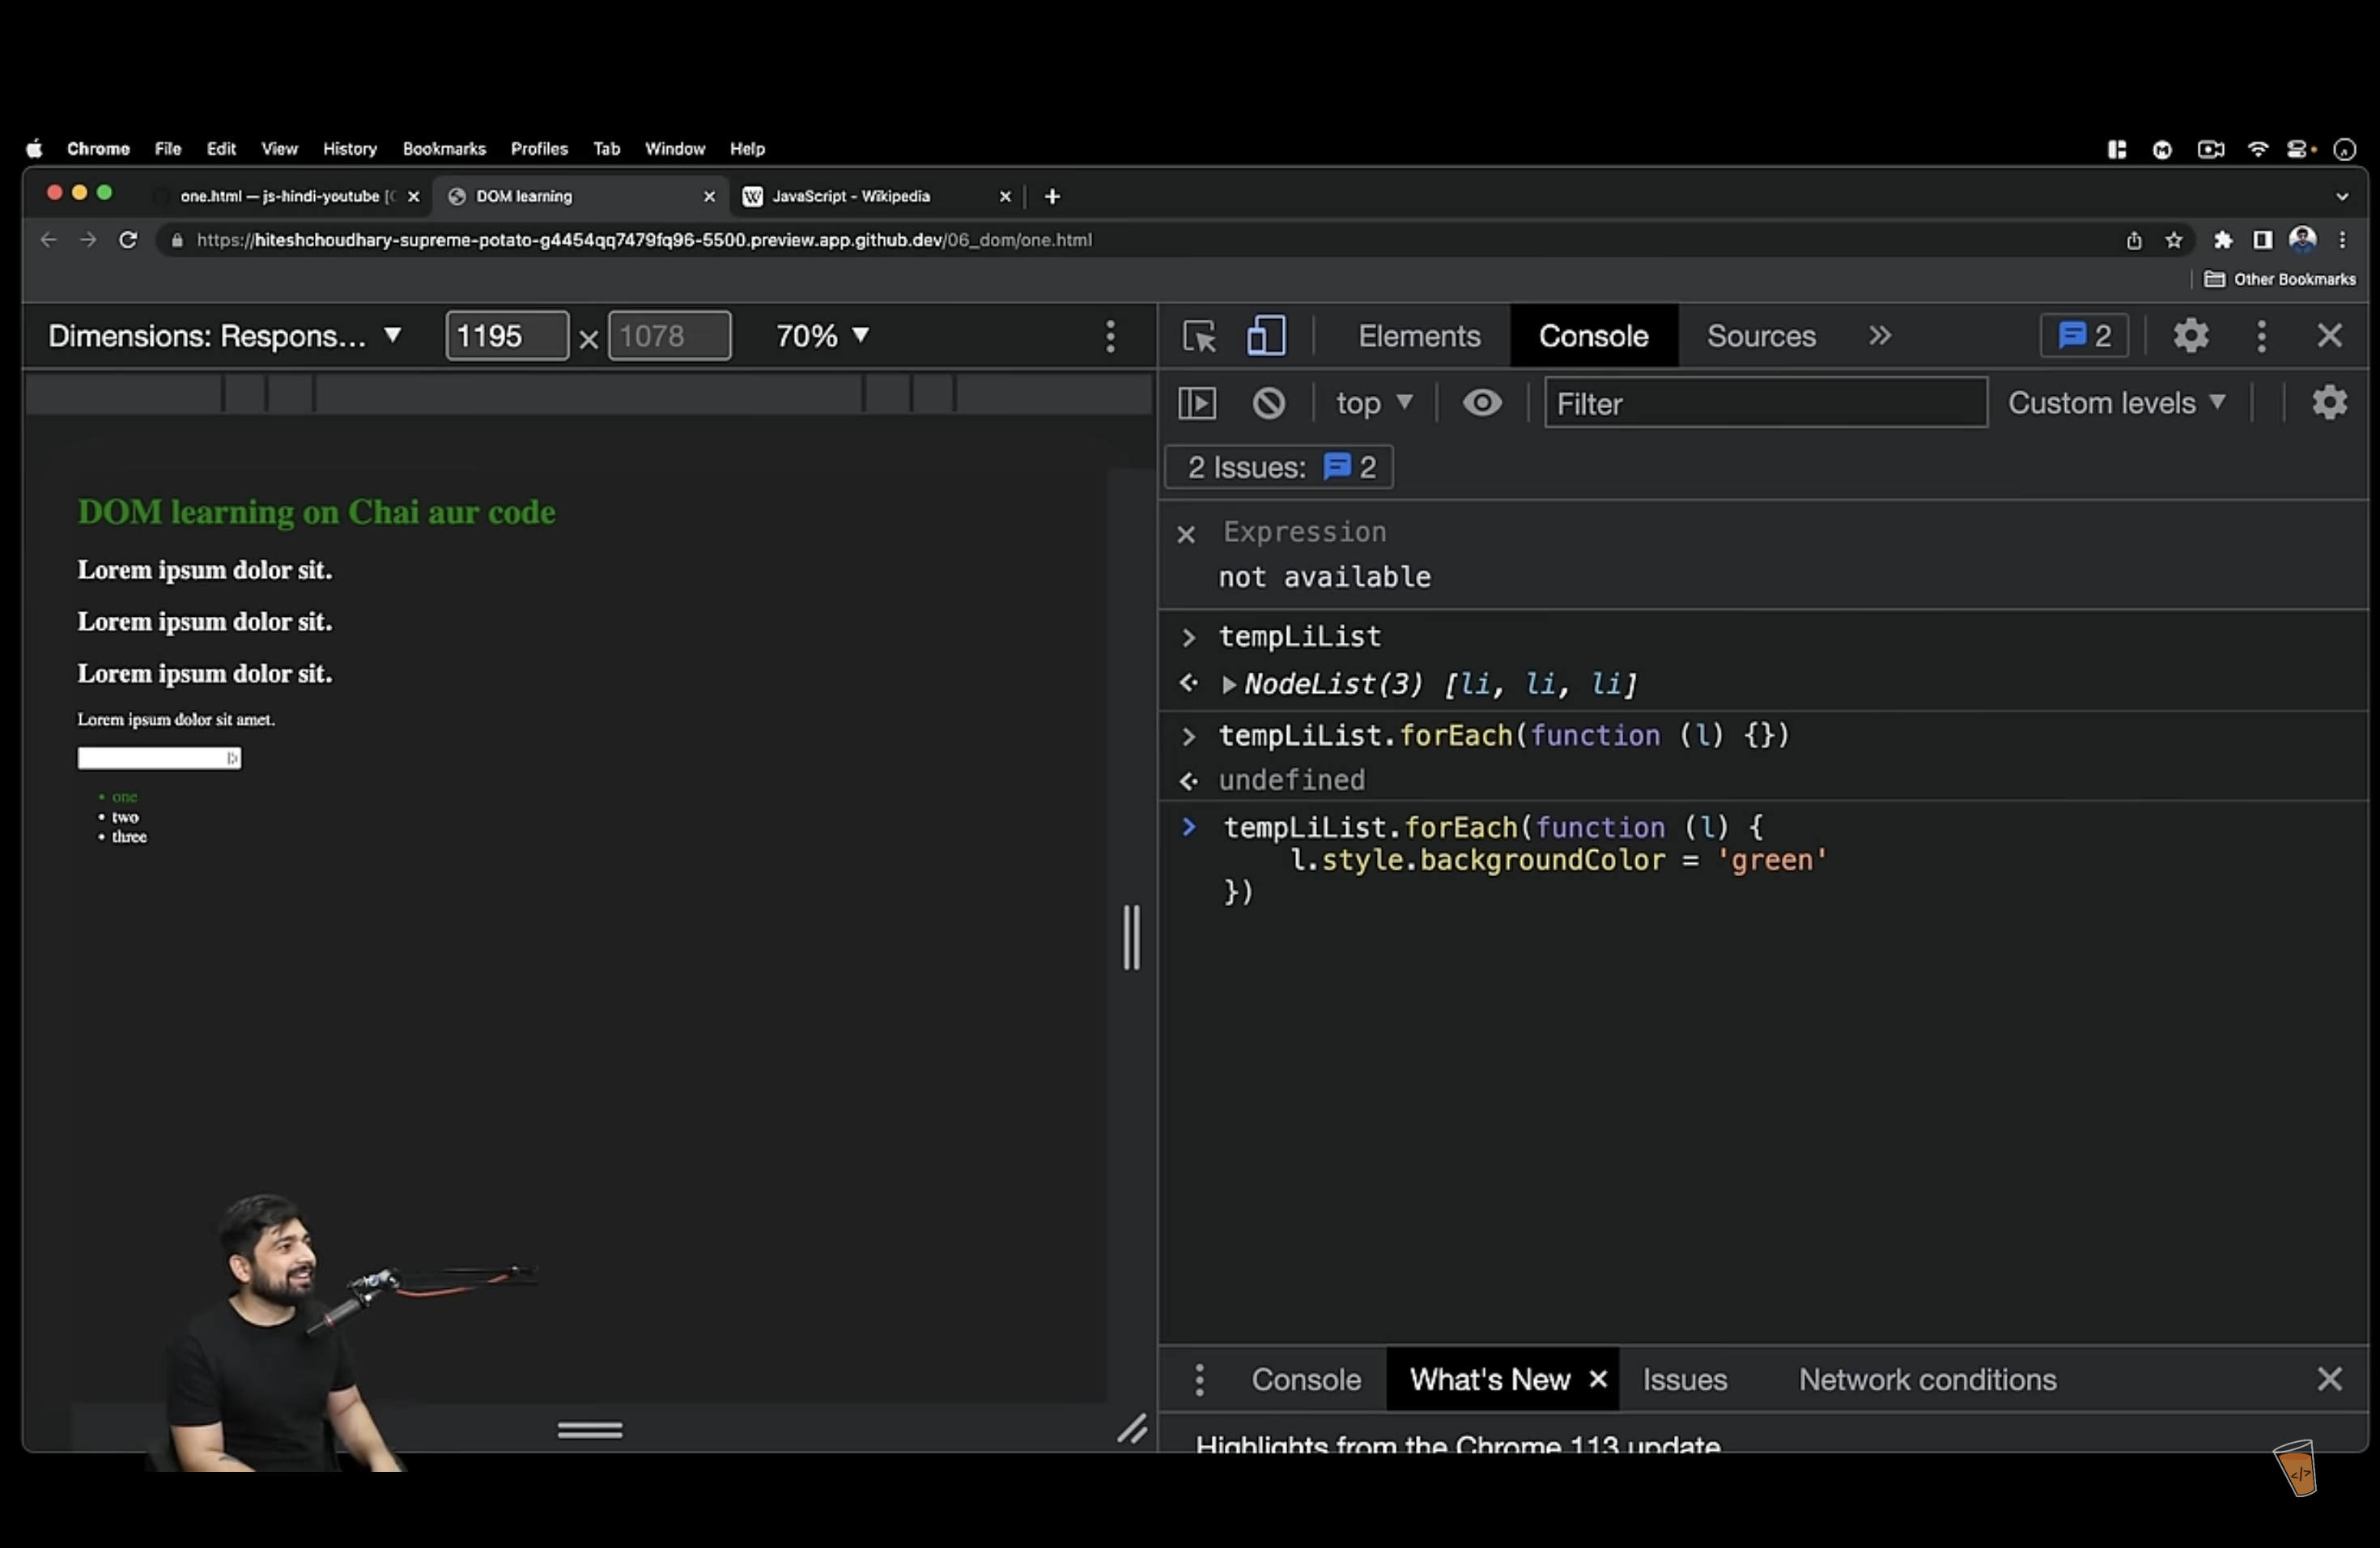 Chrome File Edit View History Bookmarks Profiles Tab Window Help
one.html — js-hindi-youtube [
DOM learning
JavaScript - Wikipedia
https://hiteshchoudhary-supreme-potato-g4454qq7479fq96-5500.preview.app.github.dev/06_dom/one.html
Other Bookmarks
Dimensions: Respons... ▼ 1195 × 1078 70% ▼
Elements Console Sources » 2
top ▼ Filter Custom levels ▼
2 Issues: 2
DOM learning on Chai aur code
Lorem ipsum dolor sit.
Lorem ipsum dolor sit.
Lorem ipsum dolor sit.
Lorem ipsum dolor sit amet.
• one
• two
• three
Expression
not available
> tempLiList
NodeList(3) [li, li, li]
> tempLiList.forEach(function (l) {})
undefined
> tempLiList.forEach(function (l) {
l.style.backgroundColor = 'green'
})
Console What's New Issues Network conditions
Highlights from the Chrome 113 update
</>